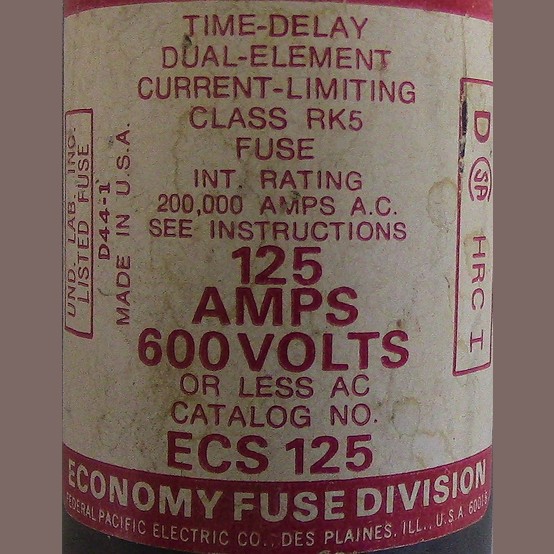 TIME-DELAY
DUAL-ELEMENT
CURRENT-LIMITING
CLASS RK5
FUSE
INT. RATING
200,000 AMPS A.C.
SEE INSTRUCTIONS
125
AMPS
600 VOLTS
OR LESS AC
CATALOG NO.
ECS 125
ECONOMY FUSE DIVISION
FEDERAL PACIFIC ELECTRIC CO., DES PLAINES, ILL., U.S.A. 60018
UND. LAB. INC.
LISTED FUSE
D44-1
MADE IN U.S.A.
D SA HRC I